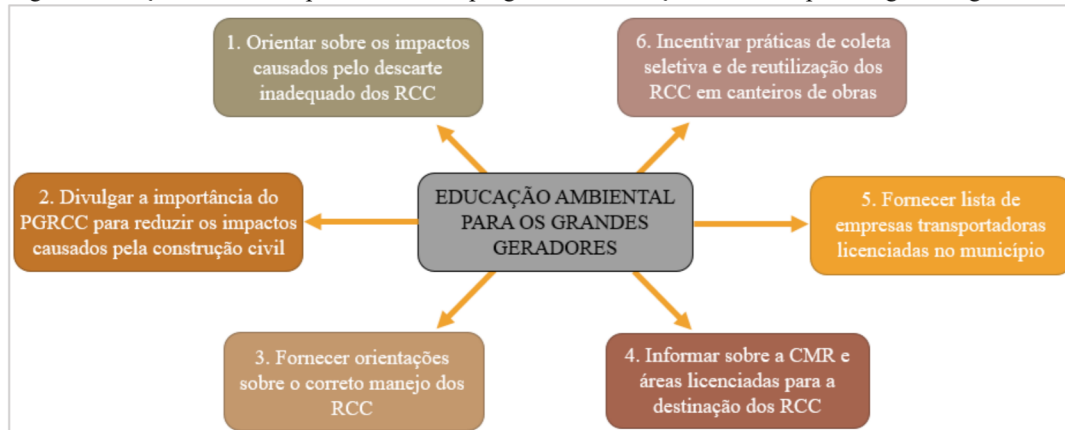 1. Orientar sobre os impactos
causados pelo descarte
inadequado dos RCC
6. Incentivar práticas de coleta
seletiva e de reutilização dos
RCC em canteiros de obras
EDUCAÇÃO AMBIENTAL
PARA OS GRANDES
GERADORES
2. Divulgar a importância do
PGRCC para reduzir os impactos
causados pela construção civil
5. Fornecer lista de
empresas transportadoras
licenciadas no município
3. Fornecer orientações
sobre o correto manejo dos
RCC
4. Informar sobre a CMR e
áreas licenciadas para a
destinação dos RCC